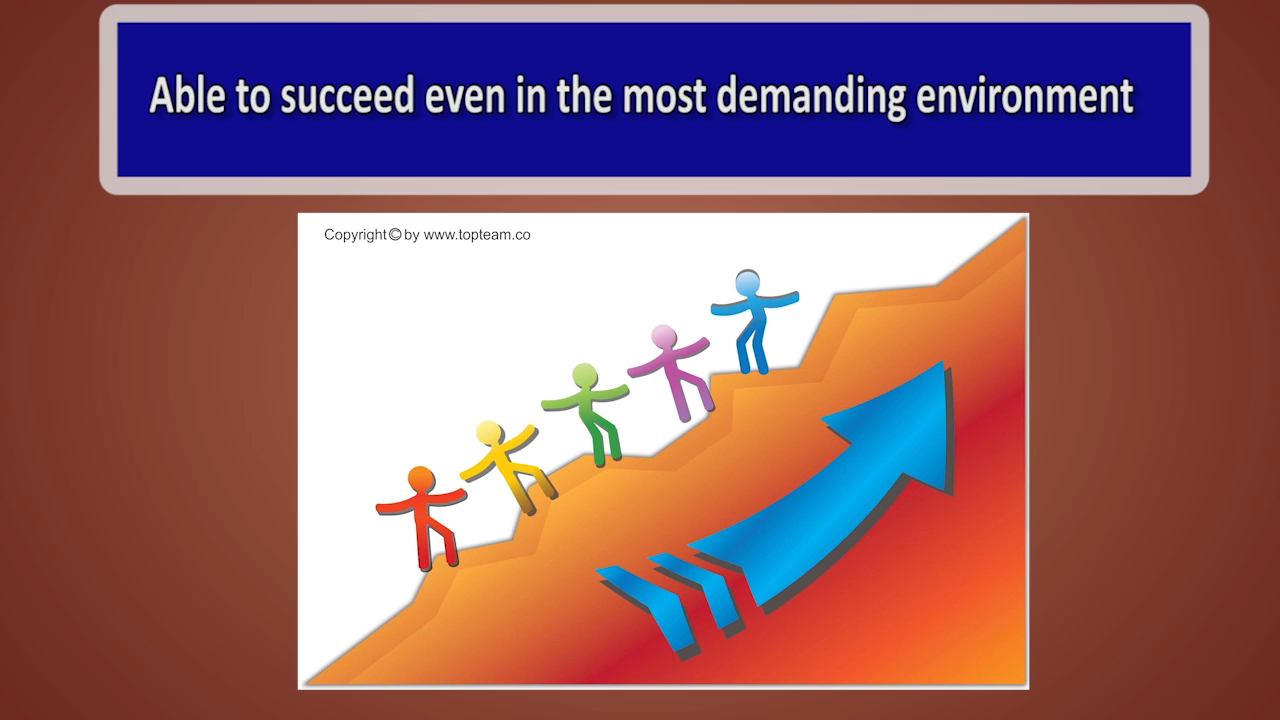 Able to succeed even in the most demanding environment
Copyright© by www.topteam.co